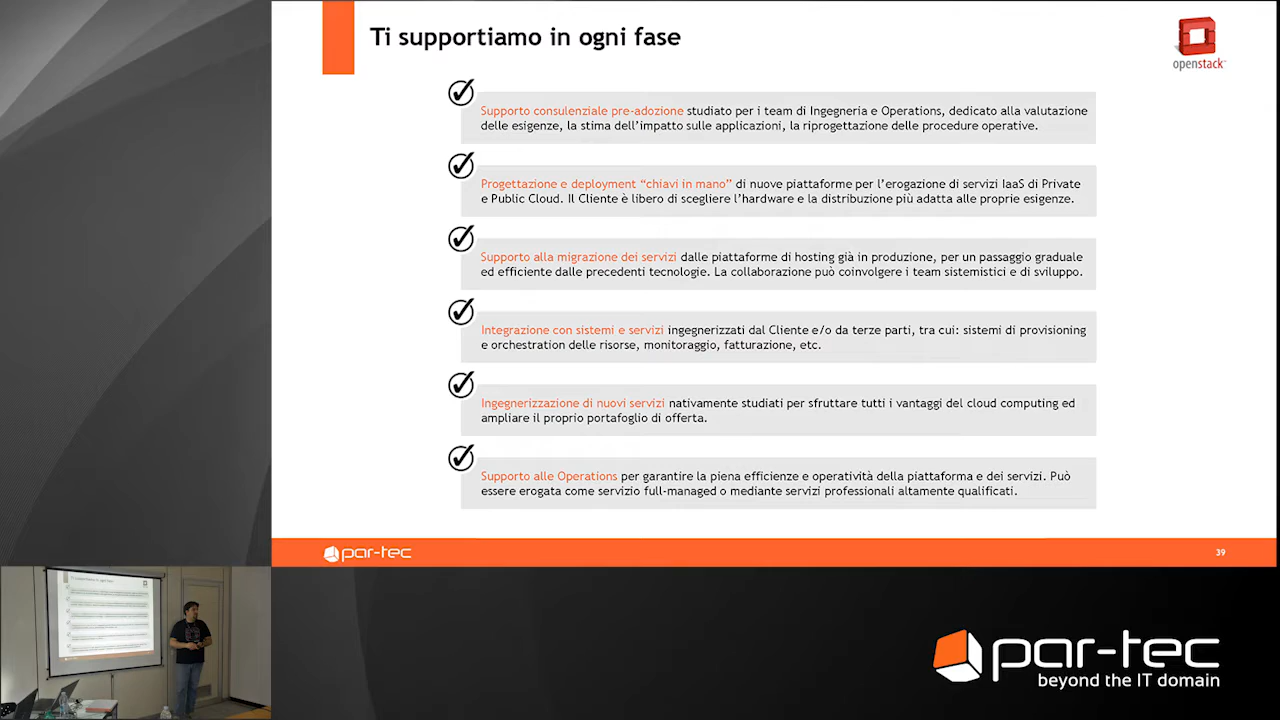 Ti supportiamo in ogni fase
openstack
Supporto consulenziale pre-adozione studiato per i team di Ingegneria e Operations, dedicato alla valutazione
delle esigenze, la stima dell'impatto sulle applicazioni, la riprogettazione delle procedure operative.
Progettazione e deployment "chiavi in mano" di nuove piattaforme per l'erogazione di servizi IaaS di Private
e Public Cloud. Il Cliente è libero di scegliere l'hardware e la distribuzione più adatta alle proprie esigenze.
Supporto alla migrazione dei servizi dalle piattaforme di hosting già in produzione, per un passaggio graduale
ed efficiente dalle precedenti tecnologie. La collaborazione può coinvolgere i team sistemistici e di sviluppo.
Integrazione con sistemi e servizi ingegnerizzati dal Cliente e/o da terze parti, tra cui: sistemi di provisioning
e orchestration delle risorse, monitoraggio, fatturazione, etc.
Ingegnerizzazione di nuovi servizi nativamente studiati per sfruttare tutti i vantaggi del cloud computing ed
ampliare il proprio portafoglio di offerta.
Supporto alle Operations per garantire la piena efficienze e operatività della piattaforma e dei servizi. Può
essere erogata come servizio full-managed o mediante servizi professionali altamente qualificati.
par-tec
39
Ti supportiamo in ogni fase
par-tec
beyond the IT domain